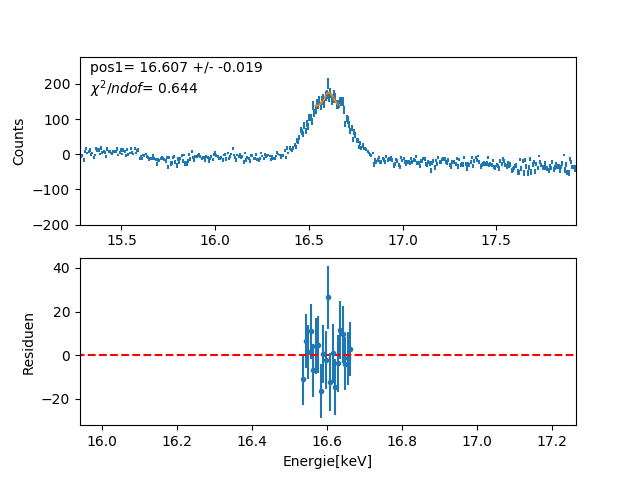 pos1= 16.607 +/- -0.019
χ²/ndof= 0.644
Counts
200
100
0
−100
−200
15.5 16.0 16.5 17.0 17.5
Residuen
40
20
0
−20
16.0 16.2 16.4 16.6 16.8 17.0 17.2
Energie[keV]